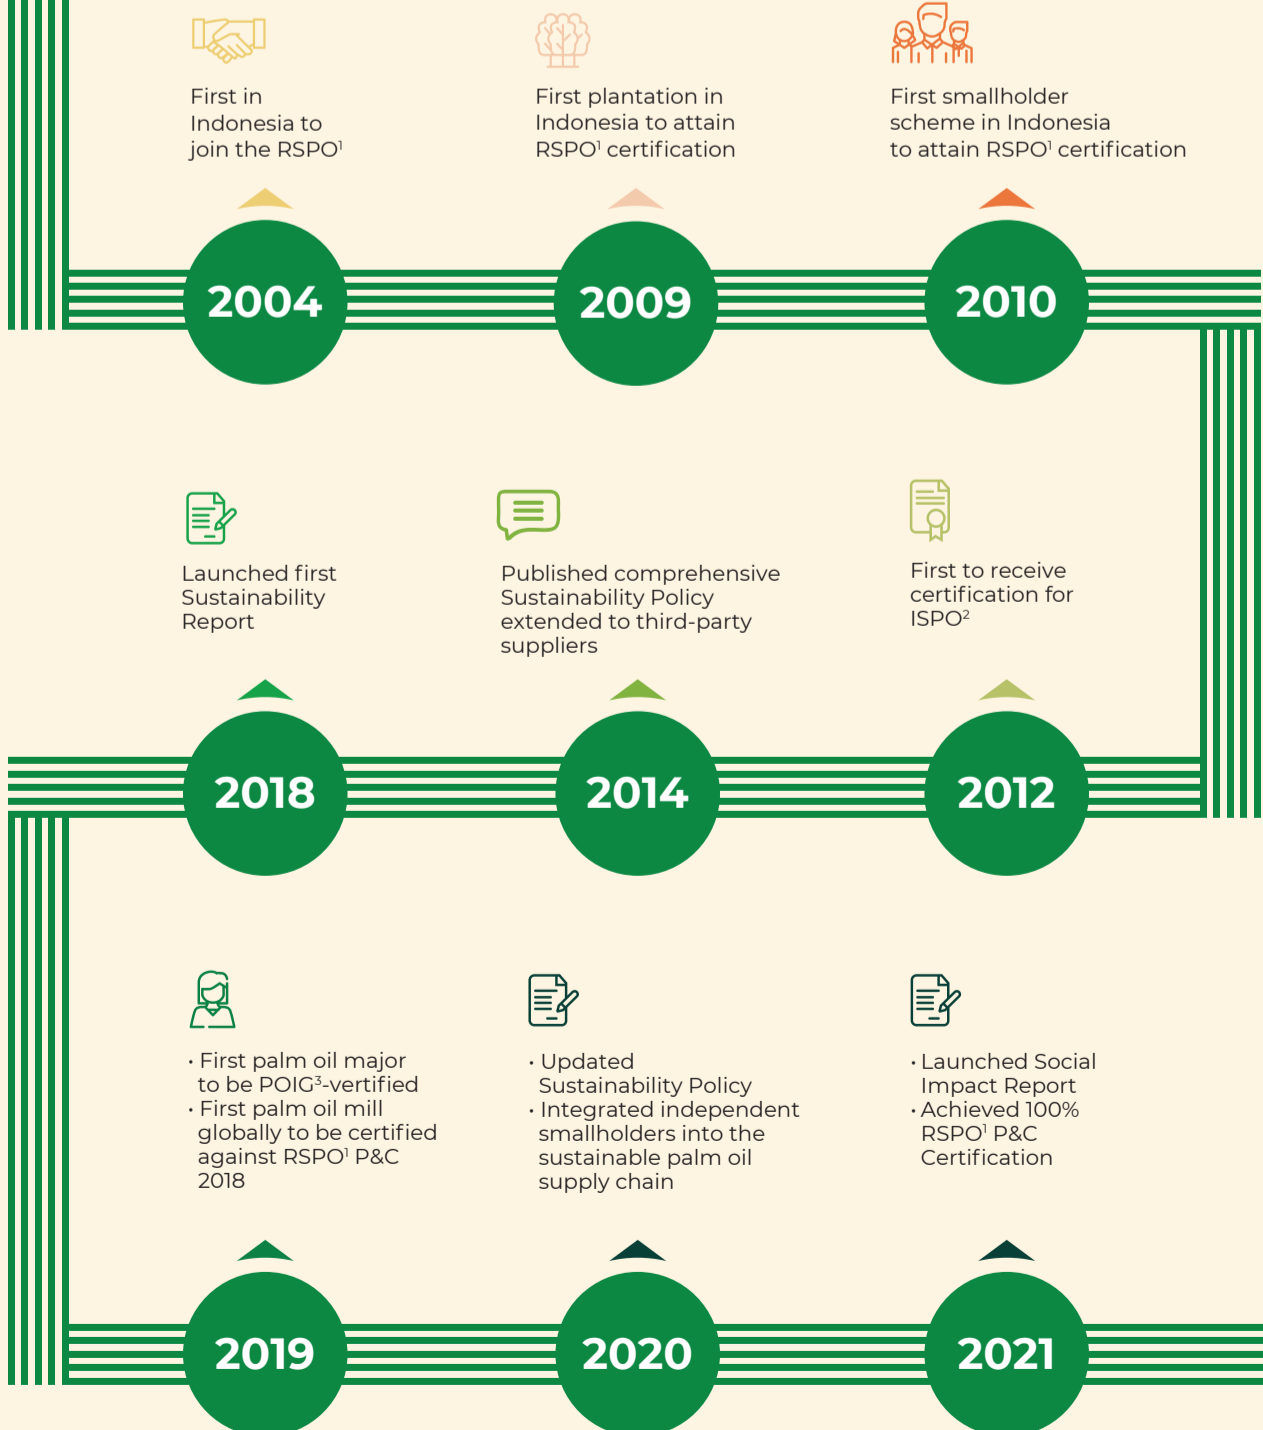 First in
Indonesia to
join the RSPO¹
2004
First plantation in
Indonesia to attain
RSPO¹ certification
2009
First smallholder
scheme in Indonesia
to attain RSPO¹ certification
2010
First to receive
certification for
ISPO²
2012
Published comprehensive
Sustainability Policy
extended to third-party
suppliers
2014
Launched first
Sustainability
Report
2018
• First palm oil major
to be POIG³-vertified
• First palm oil mill
globally to be certified
against RSPO¹ P&C
2018
2019
• Updated
Sustainability Policy
• Integrated independent
smallholders into the
sustainable palm oil
supply chain
2020
• Launched Social
Impact Report
• Achieved 100%
RSPO¹ P&C
Certification
2021